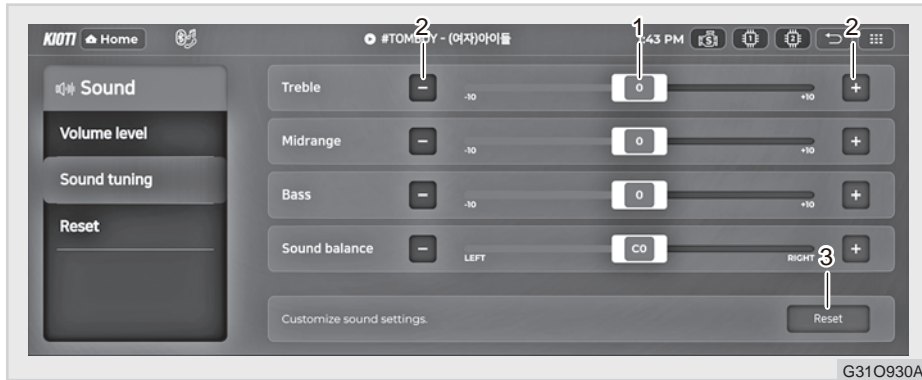 2 1 2
KIOTI Home #TOMBOY - (여자)아이들 :43 PM
Sound
Volume level
Sound tuning
Reset
Treble - -10 0 +10 +
Midrange - -10 0 +10 +
Bass - -10 0 +10 +
Sound balance - LEFT C0 RIGHT +
3
Customize sound settings. Reset
G31O930A